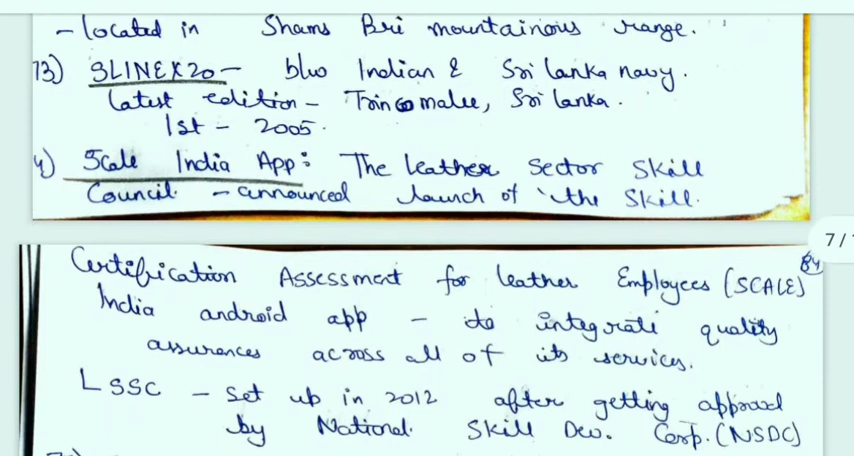 - located in Shams Bri mountainous range.
73) SLINEX20 - b/w Indian & Sri Lanka navy.
latest edition - Trincomalee, Sri Lanka.
1st - 2005.
4) Scale India App: The leather Sector Skill
Council - announced launch of the Skill
7 / 1
84
Certification Assessment for leather Employees (SCALE)
India android app - to integrate quality
assurances across all of its services.
LSSC - set up in 2012 after getting approval
by National Skill Dev. Corp. (NSDC)